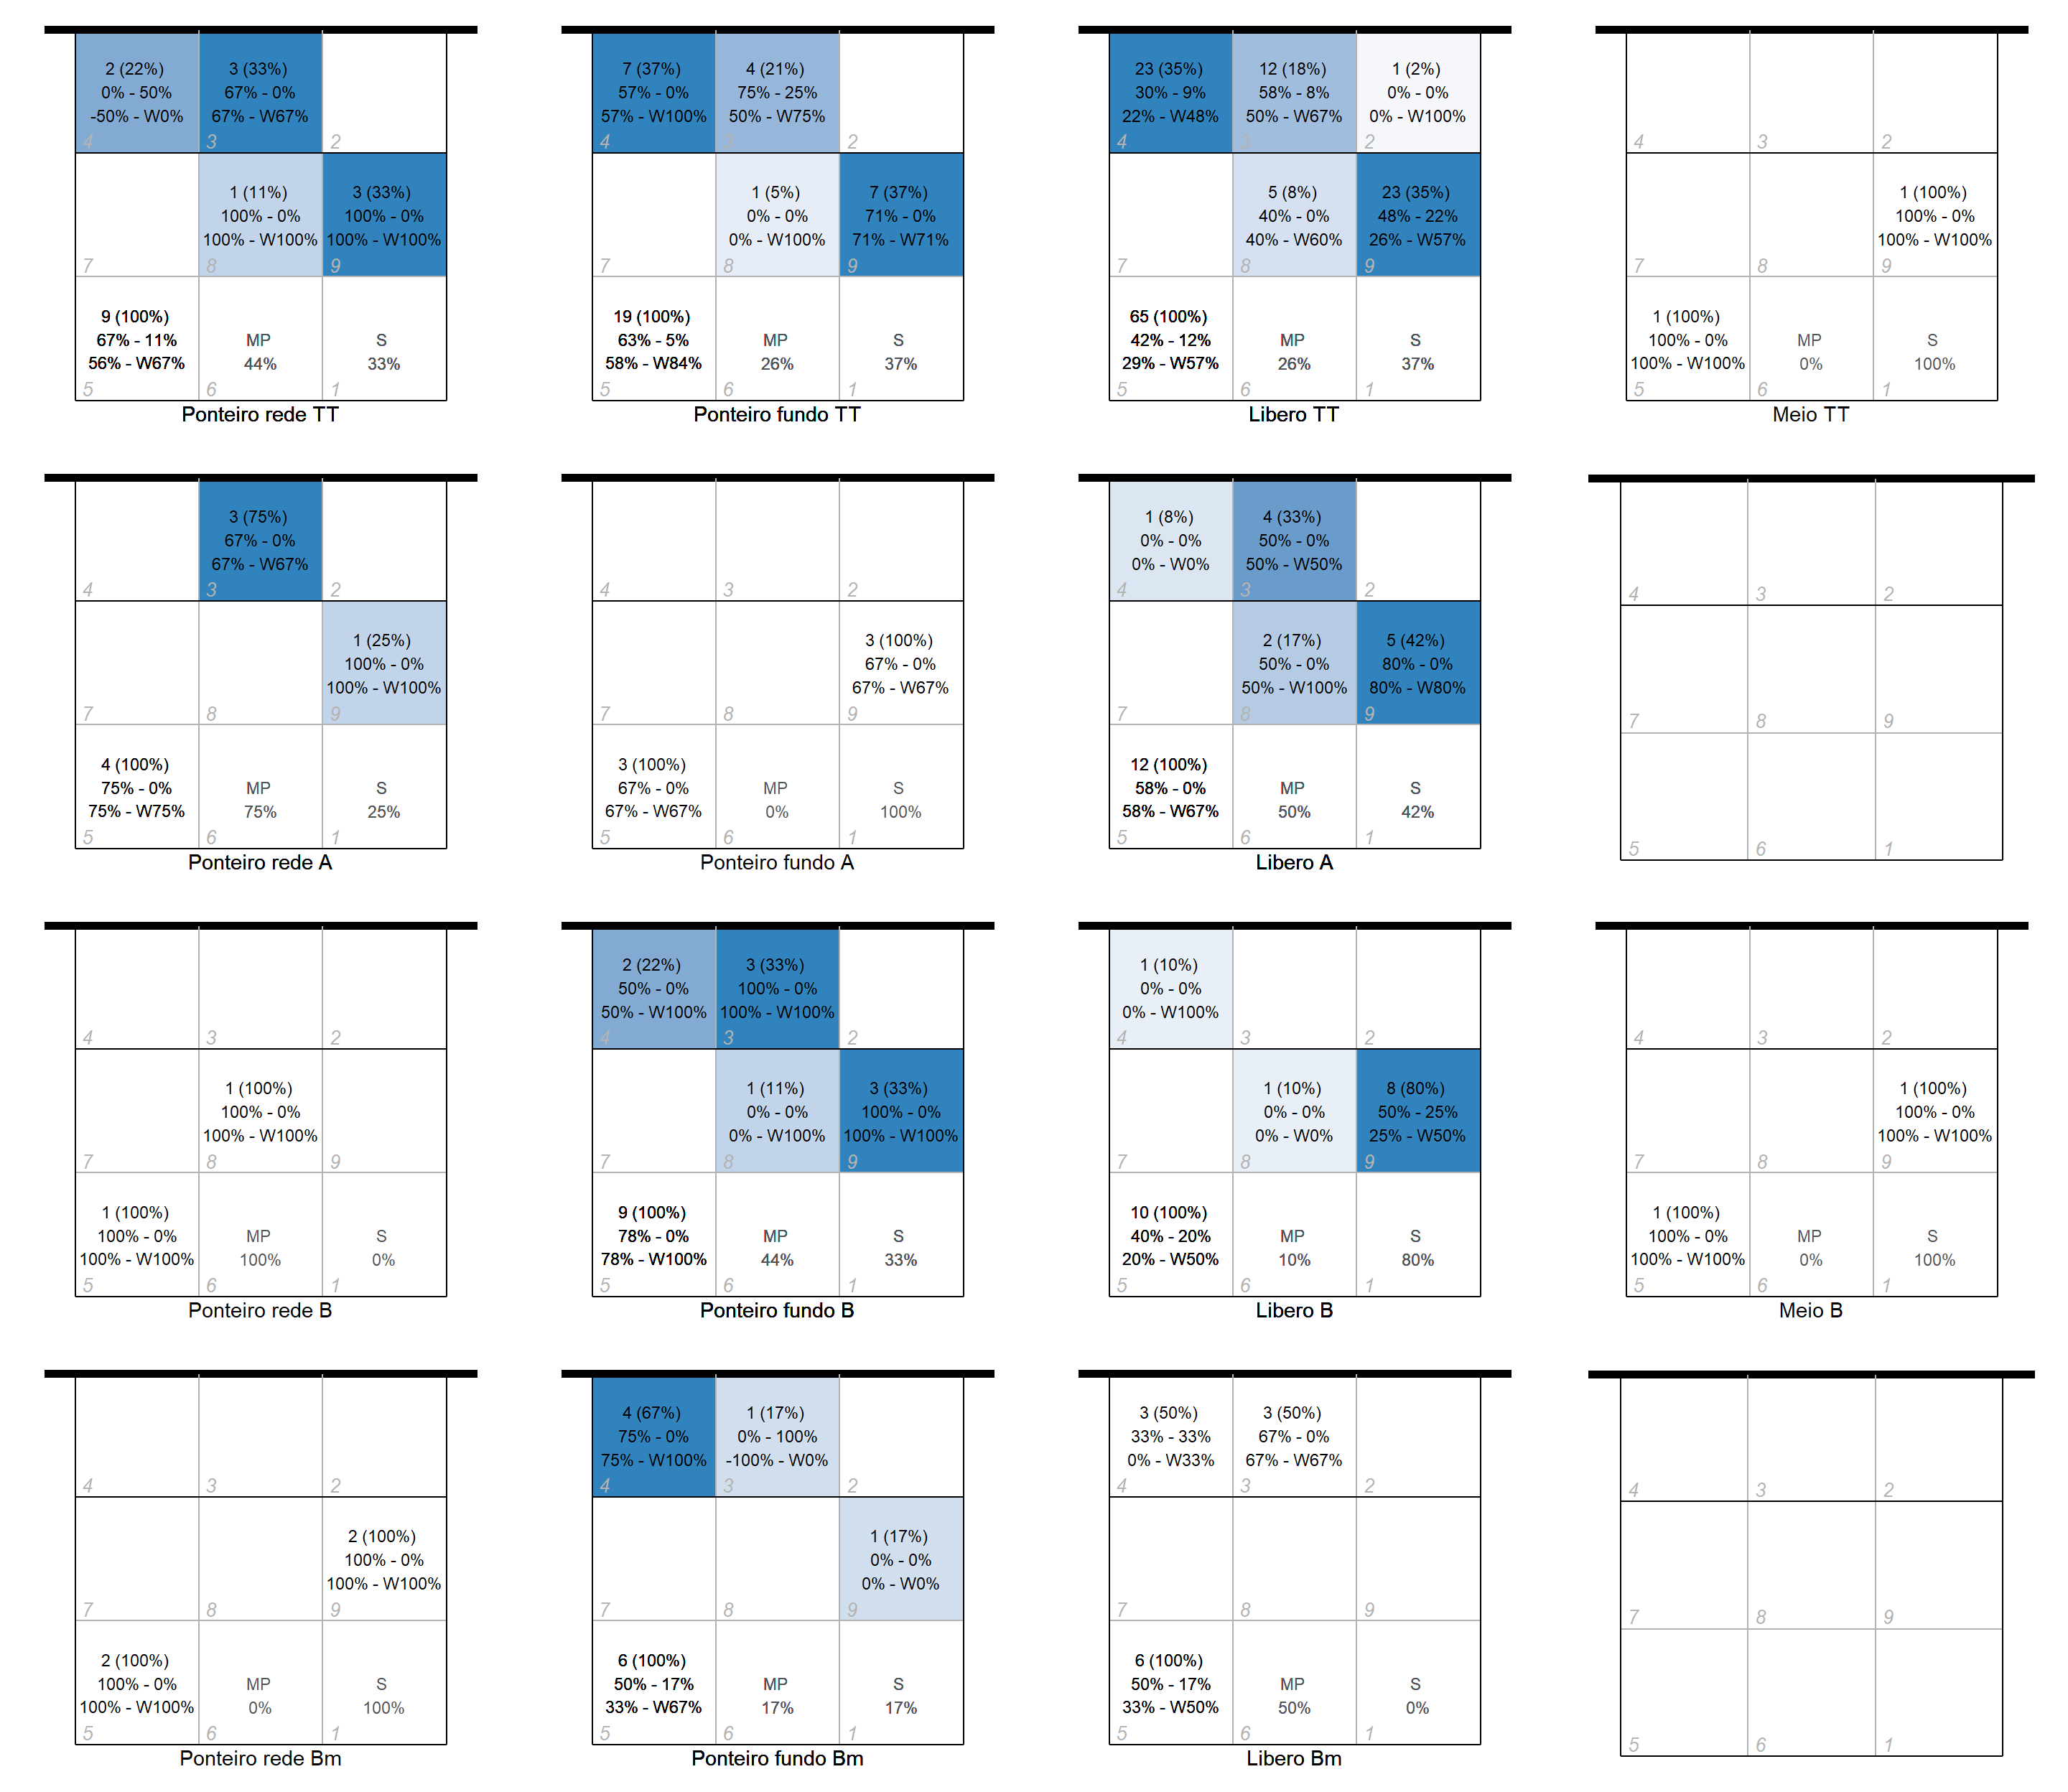 2 (22%)
0% - 50%
-50% - W0%
4
3 (33%)
67% - 0%
67% - W67%
3
2
7
1 (11%)
100% - 0%
100% - W100%
8
3 (33%)
100% - 0%
100% - W100%
9
9 (100%)
67% - 11%
56% - W67%
5
MP
44%
6
S
33%
1
Ponteiro rede TT
7 (37%)
57% - 0%
57% - W100%
4
4 (21%)
75% - 25%
50% - W75%
3
2
7
1 (5%)
0% - 0%
0% - W100%
8
7 (37%)
71% - 0%
71% - W71%
9
19 (100%)
63% - 5%
58% - W84%
5
MP
26%
6
S
37%
1
Ponteiro fundo TT
23 (35%)
30% - 9%
22% - W48%
4
12 (18%)
58% - 8%
50% - W67%
3
1 (2%)
0% - 0%
0% - W100%
2
7
5 (8%)
40% - 0%
40% - W60%
8
23 (35%)
48% - 22%
26% - W57%
9
65 (100%)
42% - 12%
29% - W57%
5
MP
26%
6
S
37%
1
Libero TT
4
3
2
7
8
1 (100%)
100% - 0%
100% - W100%
9
1 (100%)
100% - 0%
100% - W100%
5
MP
0%
6
S
100%
1
Meio TT
4
3 (75%)
67% - 0%
67% - W67%
3
2
7
8
1 (25%)
100% - 0%
100% - W100%
9
4 (100%)
75% - 0%
75% - W75%
5
MP
75%
6
S
25%
1
Ponteiro rede A
4
3
2
7
8
3 (100%)
67% - 0%
67% - W67%
9
3 (100%)
67% - 0%
67% - W67%
5
MP
0%
6
S
100%
1
Ponteiro fundo A
1 (8%)
0% - 0%
0% - W0%
4
4 (33%)
50% - 0%
50% - W50%
3
2
7
2 (17%)
50% - 0%
50% - W100%
8
5 (42%)
80% - 0%
80% - W80%
9
12 (100%)
58% - 0%
58% - W67%
5
MP
50%
6
S
42%
1
Libero A
4
3
2
7
8
9
5
6
1
4
3
2
7
1 (100%)
100% - 0%
100% - W100%
8
9
1 (100%)
100% - 0%
100% - W100%
5
MP
100%
6
S
0%
1
Ponteiro rede B
2 (22%)
50% - 0%
50% - W100%
4
3 (33%)
100% - 0%
100% - W100%
3
2
7
1 (11%)
0% - 0%
0% - W100%
8
3 (33%)
100% - 0%
100% - W100%
9
9 (100%)
78% - 0%
78% - W100%
5
MP
44%
6
S
33%
1
Ponteiro fundo B
1 (10%)
0% - 0%
0% - W100%
4
3
2
7
1 (10%)
0% - 0%
0% - W0%
8
8 (80%)
50% - 25%
25% - W50%
9
10 (100%)
40% - 20%
20% - W50%
5
MP
10%
6
S
80%
1
Libero B
4
3
2
7
8
1 (100%)
100% - 0%
100% - W100%
9
1 (100%)
100% - 0%
100% - W100%
5
MP
0%
6
S
100%
1
Meio B
4
3
2
7
8
2 (100%)
100% - 0%
100% - W100%
9
2 (100%)
100% - 0%
100% - W100%
5
MP
0%
6
S
100%
1
Ponteiro rede Bm
4 (67%)
75% - 0%
75% - W100%
4
1 (17%)
0% - 100%
-100% - W0%
3
2
7
8
1 (17%)
0% - 0%
0% - W0%
9
6 (100%)
50% - 17%
33% - W67%
5
MP
17%
6
S
17%
1
Ponteiro fundo Bm
3 (50%)
33% - 33%
0% - W33%
4
3 (50%)
67% - 0%
67% - W67%
3
2
7
8
9
6 (100%)
50% - 17%
33% - W50%
5
MP
50%
6
S
0%
1
Libero Bm
4
3
2
7
8
9
5
6
1